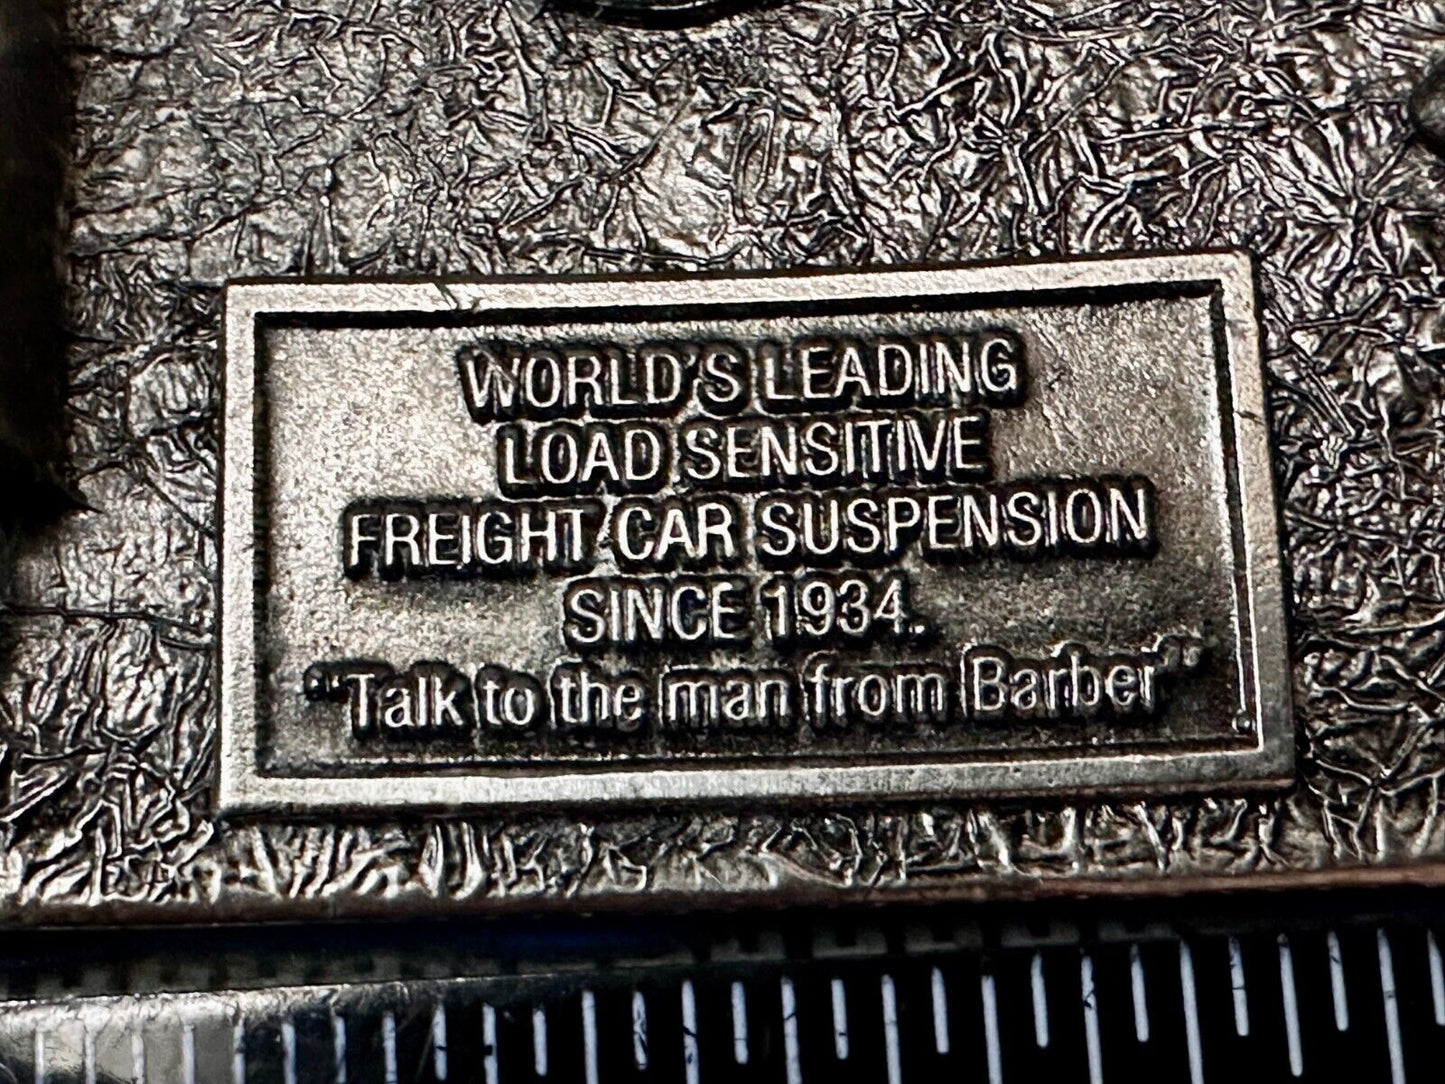 WORLD'S LEADING
LOAD SENSITIVE
FREIGHT CAR SUSPENSION
SINCE 1934.
"Talk to the man from Barber"